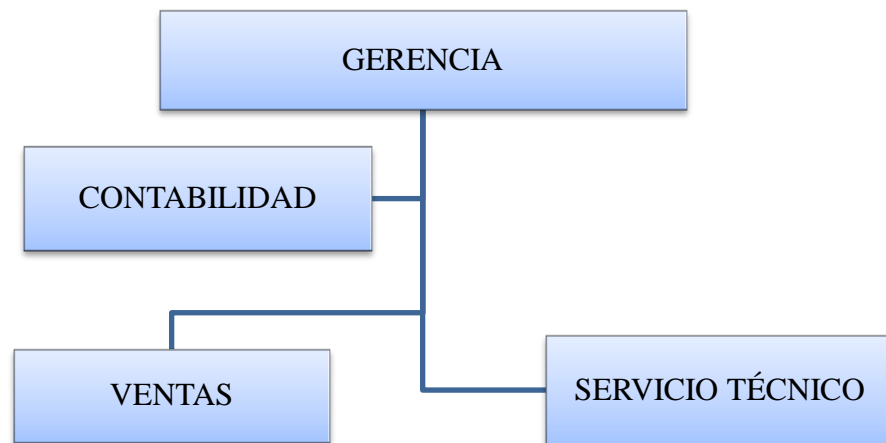 GERENCIA
CONTABILIDAD
VENTAS
SERVICIO TÉCNICO